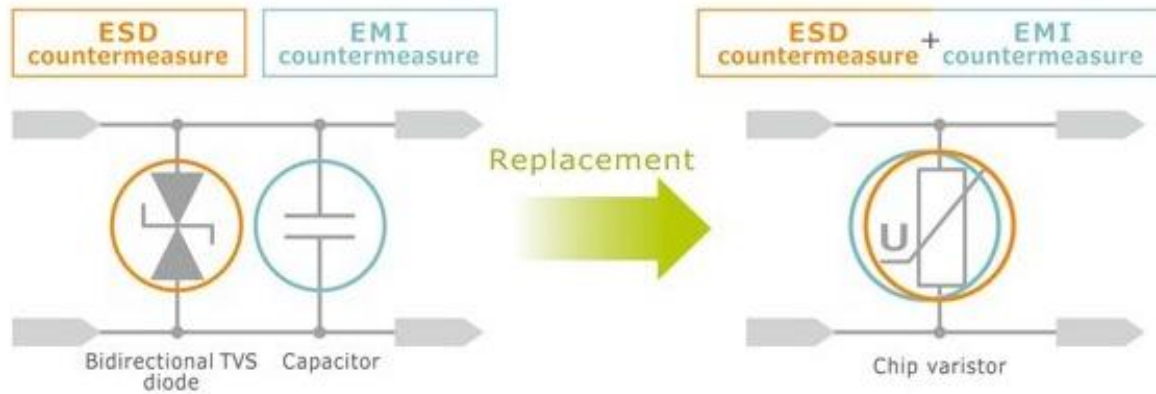 ESD
countermeasure
EMI
countermeasure
ESD
countermeasure
+
EMI
countermeasure
Replacement
U
Bidirectional TVS
diode
Capacitor
Chip varistor